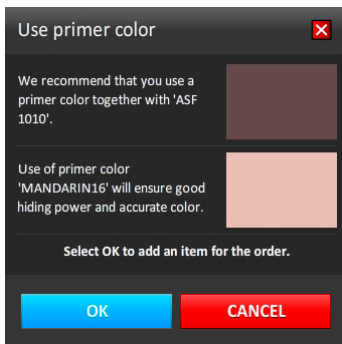 Use primer color
We recommend that you use a
primer color together with 'ASF
1010'.
Use of primer color
'MANDARIN16' will ensure good
hiding power and accurate color.
Select OK to add an item for the order.
OK
CANCEL